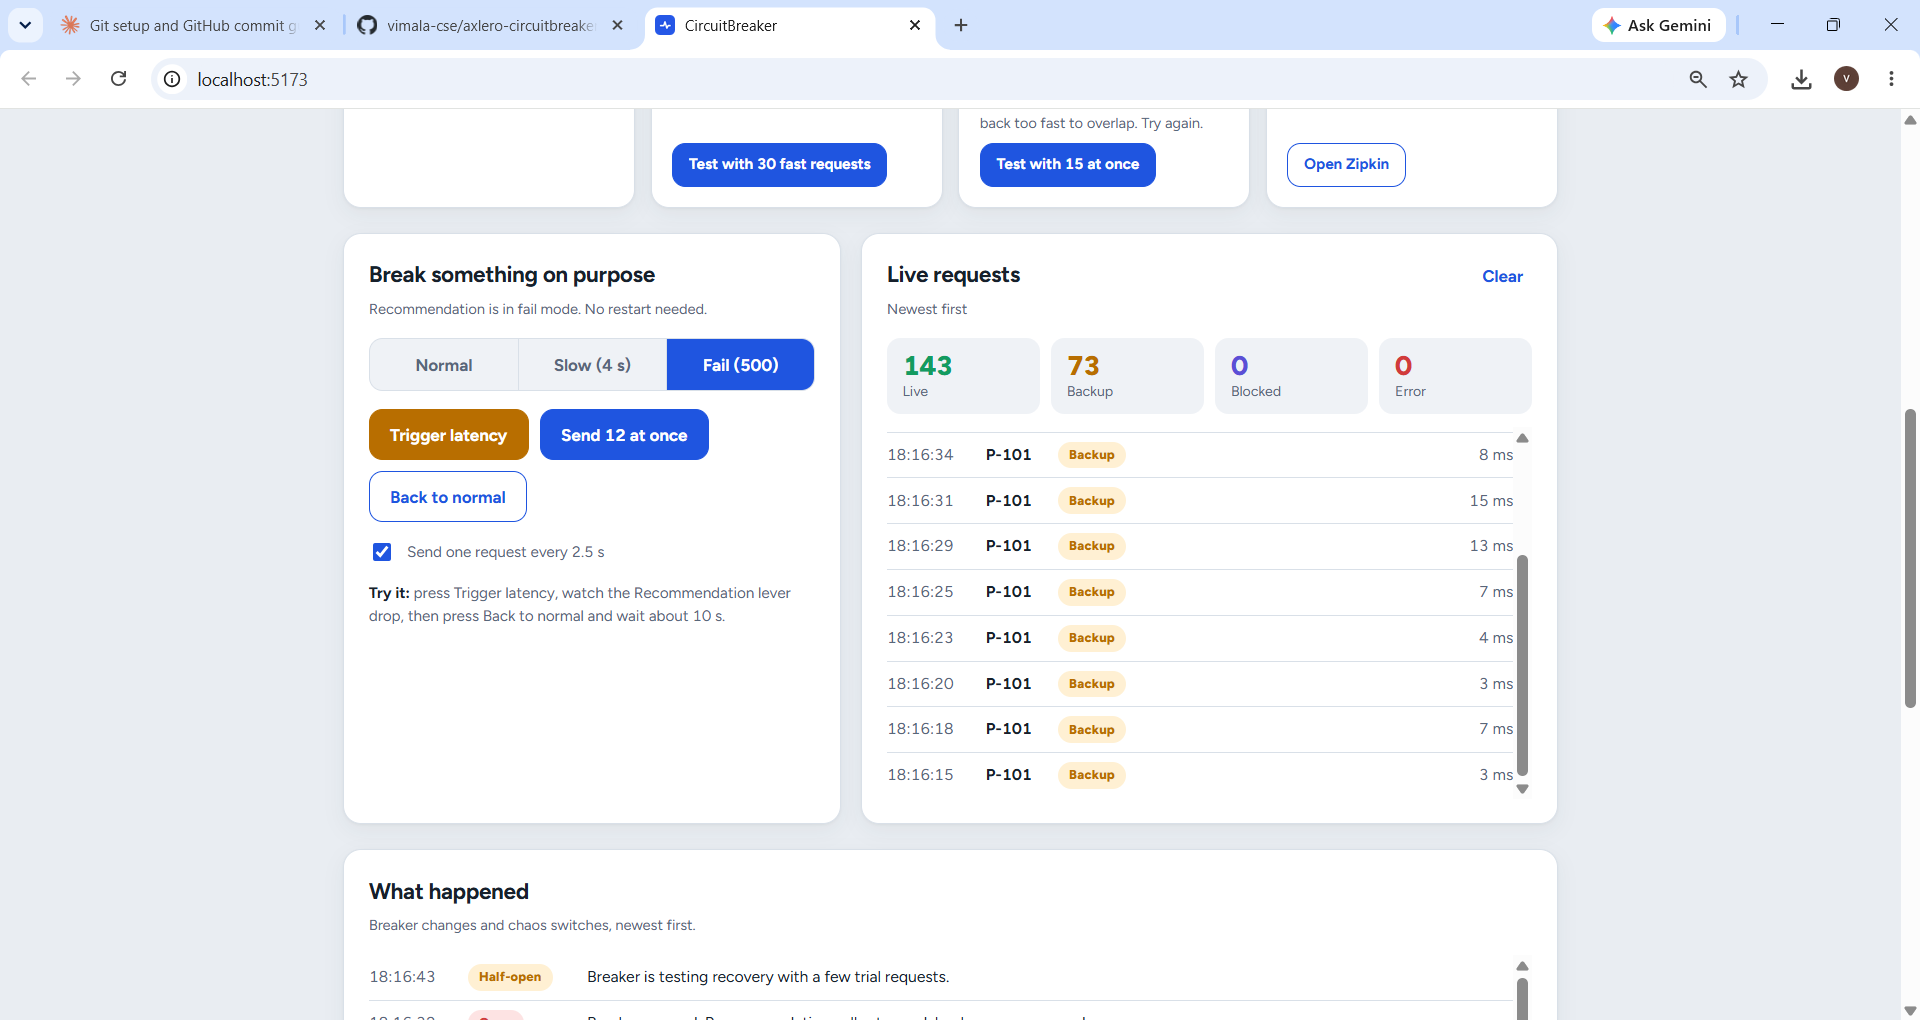 Git setup and GitHub commit g
vimala-cse/axlero-circuitbreake
CircuitBreaker
Ask Gemini
localhost:5173
V
back too fast to overlap. Try again.
Test with 30 fast requests
Test with 15 at once
Open Zipkin
Break something on purpose
Recommendation is in fail mode. No restart needed.
Normal
Slow (4 s)
Fail (500)
Trigger latency
Send 12 at once
Back to normal
Send one request every 2.5 s
Try it: press Trigger latency, watch the Recommendation lever
drop, then press Back to normal and wait about 10 s.
Live requests
Clear
Newest first
143
Live
73
Backup
0
Blocked
0
Error
18:16:34 P-101 Backup 8 ms
18:16:31 P-101 Backup 15 ms
18:16:29 P-101 Backup 13 ms
18:16:25 P-101 Backup 7 ms
18:16:23 P-101 Backup 4 ms
18:16:20 P-101 Backup 3 ms
18:16:18 P-101 Backup 7 ms
18:16:15 P-101 Backup 3 ms
What happened
Breaker changes and chaos switches, newest first.
18:16:43 Half-open Breaker is testing recovery with a few trial requests.